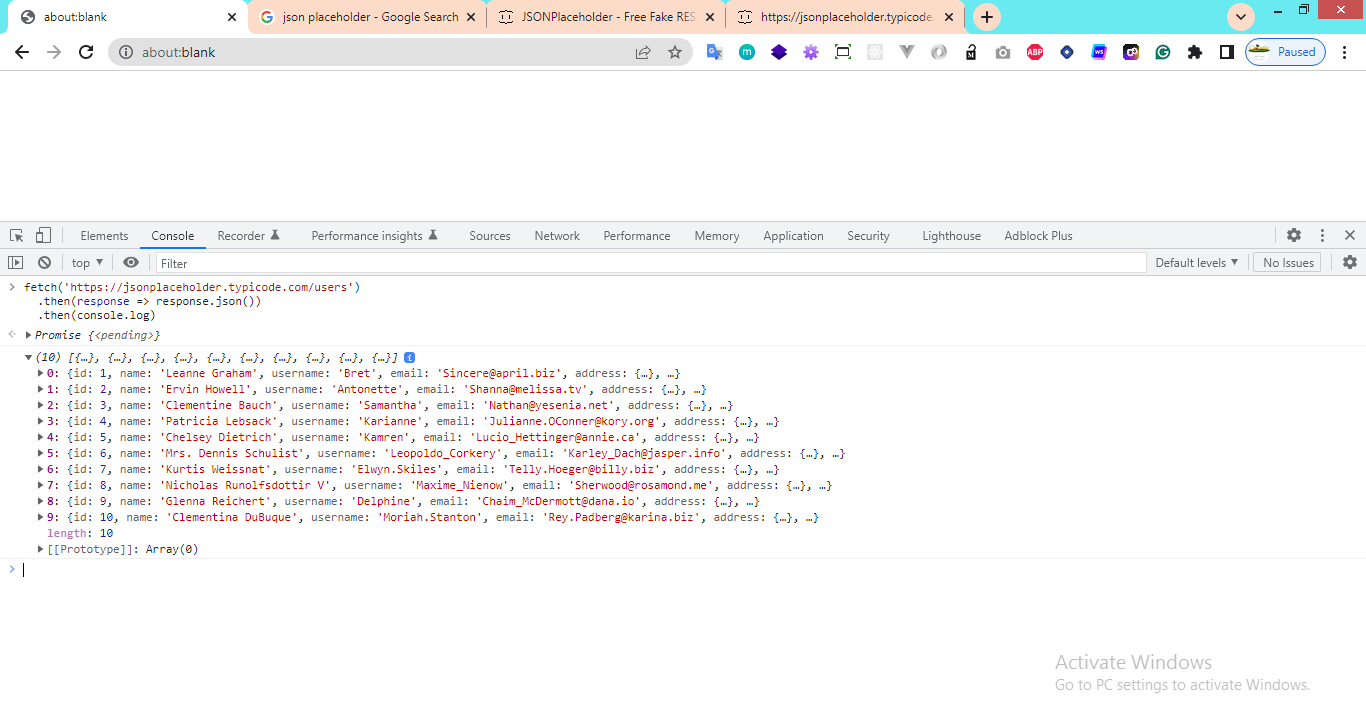 about:blank
json placeholder - Google Search
JSONPlaceholder - Free Fake RES
https://jsonplaceholder.typicode.
about:blank
ABP
Paused
Elements Console Recorder Performance insights Sources Network Performance Memory Application Security Lighthouse Adblock Plus
top Filter Default levels No Issues
fetch('https://jsonplaceholder.typicode.com/users')
.then(response => response.json())
.then(console.log)
Promise {<pending>}
(10) [{…}, {…}, {…}, {…}, {…}, {…}, {…}, {…}, {…}, {…}]
0: {id: 1, name: 'Leanne Graham', username: 'Bret', email: 'Sincere@april.biz', address: {…}, …}
1: {id: 2, name: 'Ervin Howell', username: 'Antonette', email: 'Shanna@melissa.tv', address: {…}, …}
2: {id: 3, name: 'Clementine Bauch', username: 'Samantha', email: 'Nathan@yesenia.net', address: {…}, …}
3: {id: 4, name: 'Patricia Lebsack', username: 'Karianne', email: 'Julianne.OConner@kory.org', address: {…}, …}
4: {id: 5, name: 'Chelsey Dietrich', username: 'Kamren', email: 'Lucio_Hettinger@annie.ca', address: {…}, …}
5: {id: 6, name: 'Mrs. Dennis Schulist', username: 'Leopoldo_Corkery', email: 'Karley_Dach@jasper.info', address: {…}, …}
6: {id: 7, name: 'Kurtis Weissnat', username: 'Elwyn.Skiles', email: 'Telly.Hoeger@billy.biz', address: {…}, …}
7: {id: 8, name: 'Nicholas Runolfsdottir V', username: 'Maxime_Nienow', email: 'Sherwood@rosamond.me', address: {…}, …}
8: {id: 9, name: 'Glenna Reichert', username: 'Delphine', email: 'Chaim_McDermott@dana.io', address: {…}, …}
9: {id: 10, name: 'Clementina DuBuque', username: 'Moriah.Stanton', email: 'Rey.Padberg@karina.biz', address: {…}, …}
length: 10
[[Prototype]]: Array(0)
Activate Windows
Go to PC settings to activate Windows.